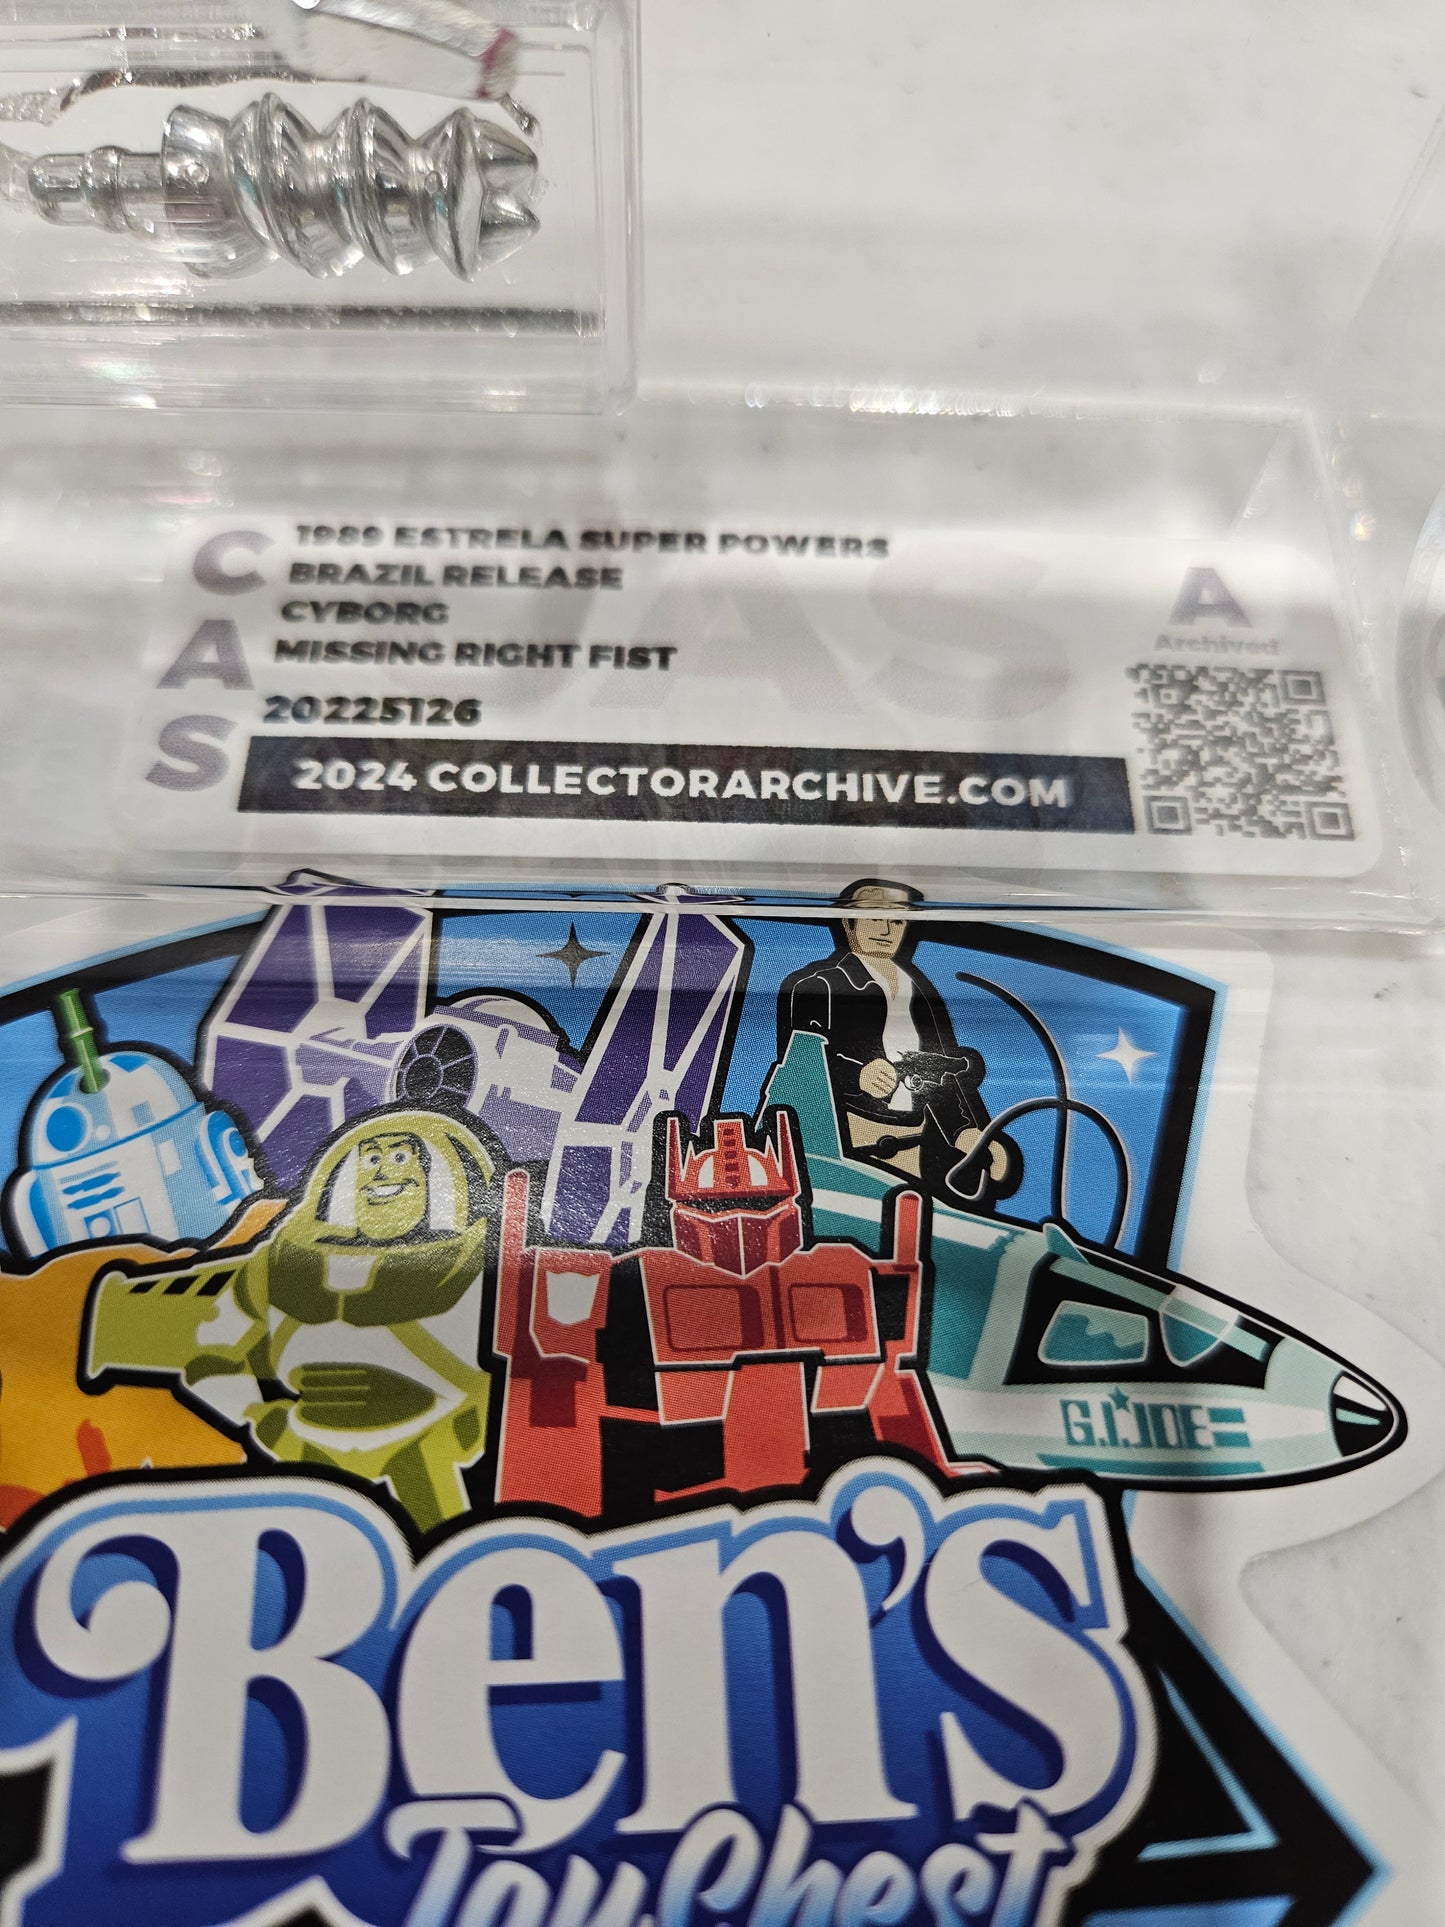 CAS
1989 ESTRELA SUPER POWERS
BRAZIL RELEASE
CYBORG
MISSING RIGHT FIST
20225126
2024 COLLECTORARCHIVE.COM
A
Archived
G.I.JOE
Ben's
Toy Chest